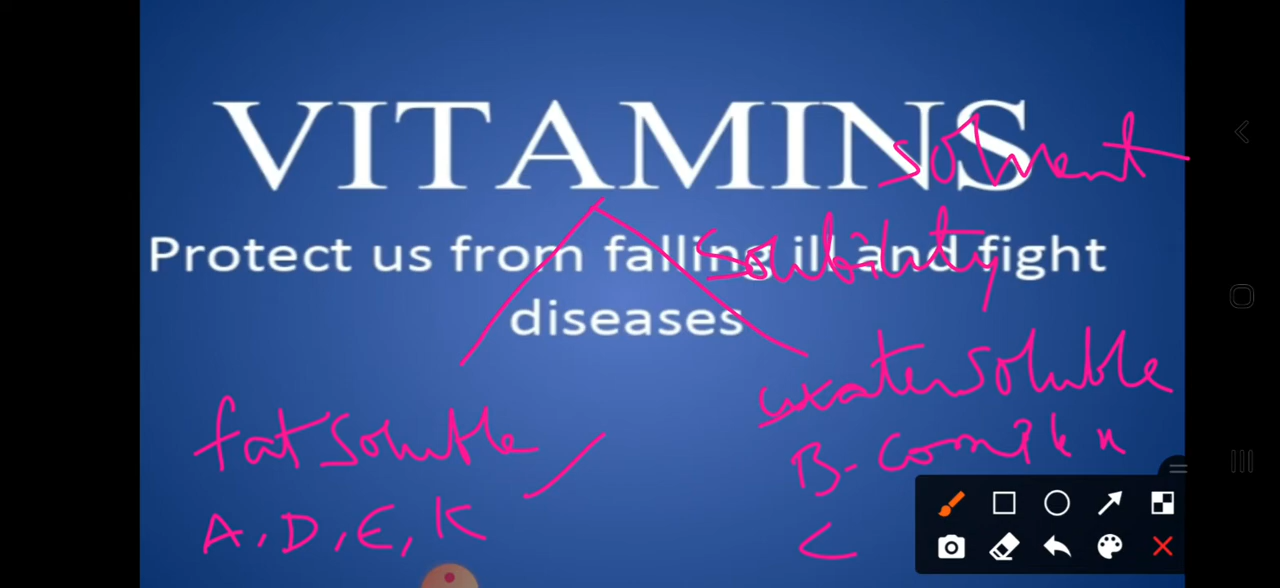 VITAMINS
solvent
Protect us from falling ill and fight
solubility
diseases
water soluble
fat soluble
B-complex
A, D, E, K
C